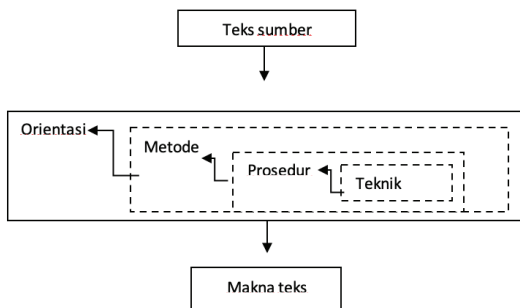 Teks sumber
Orientasi
Metode
Prosedur
Teknik
Makna teks